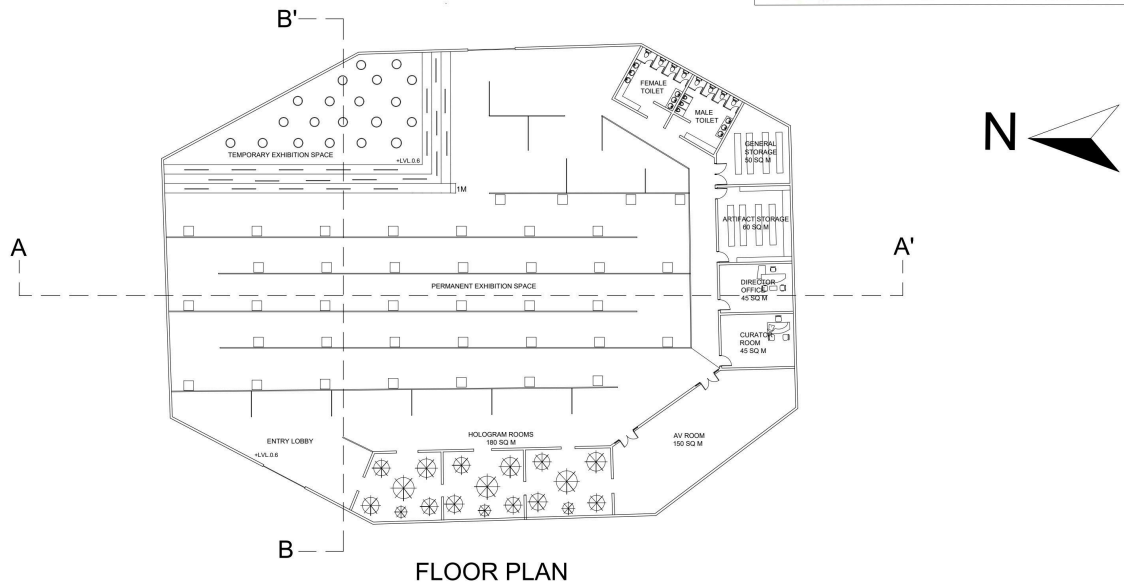 B'
FEMALE
TOILET
MALE
TOILET
N
GENERAL
STORAGE
50 SQ M
TEMPORARY EXHIBITION SPACE
+LVL.0.6
1M
ARTIFACT STORAGE
60 SQ M
A
A'
PERMANENT EXHIBITION SPACE
DIRECTOR
OFFICE
45 SQ M
CURATOR
ROOM
45 SQ M
ENTRY LOBBY
+LVL.0.6
HOLOGRAM ROOMS
180 SQ M
AV ROOM
150 SQ M
B
FLOOR PLAN